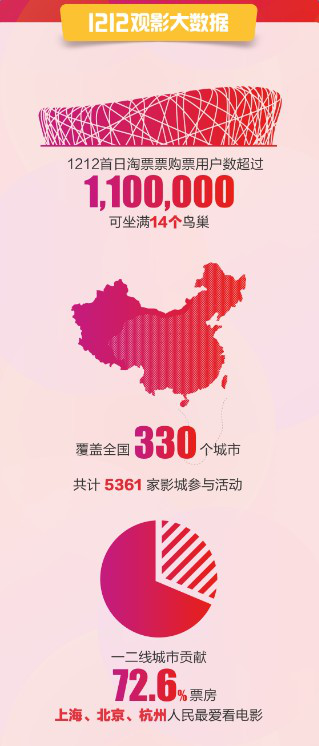 1212观影大数据
1212首日淘票票购票用户数超过
1,100,000
可坐满14个鸟巢
覆盖全国 330 个城市
共计 5361 家影城参与活动
一二线城市贡献
72.6%票房
上海、北京、杭州人民最爱看电影